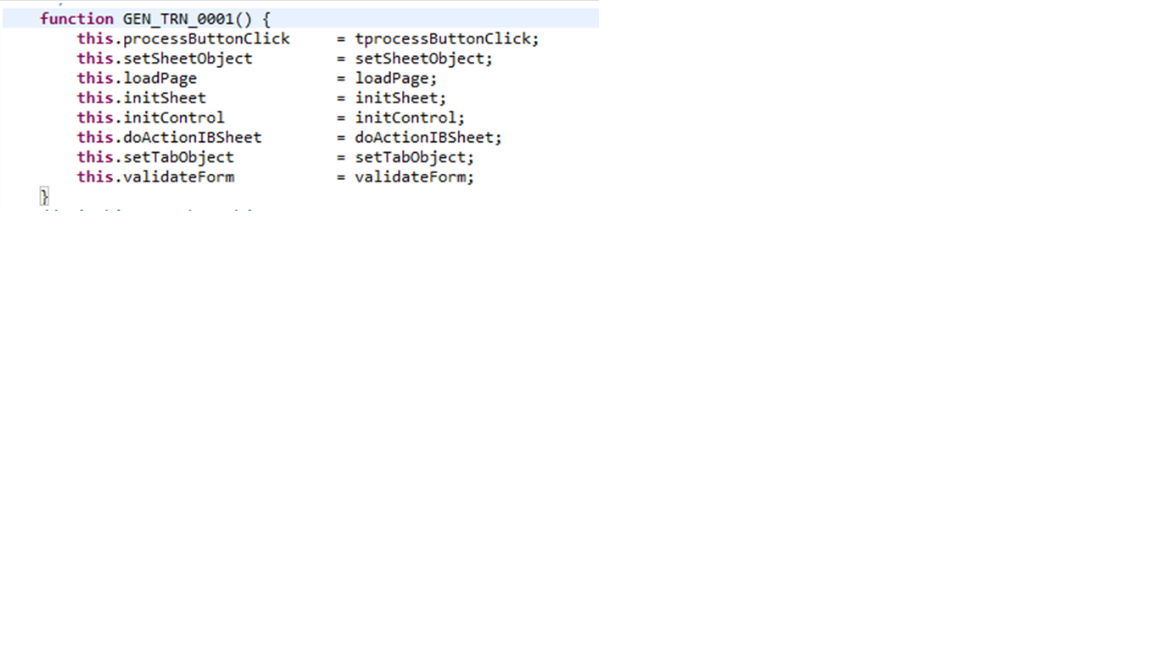 function GEN_TRN_0001() {
    this.processButtonClick     = tprocessButtonClick;
    this.setSheetObject         = setSheetObject;
    this.loadPage               = loadPage;
    this.initSheet              = initSheet;
    this.initControl            = initControl;
    this.doActionIBSheet        = doActionIBSheet;
    this.setTabObject           = setTabObject;
    this.validateForm           = validateForm;
}